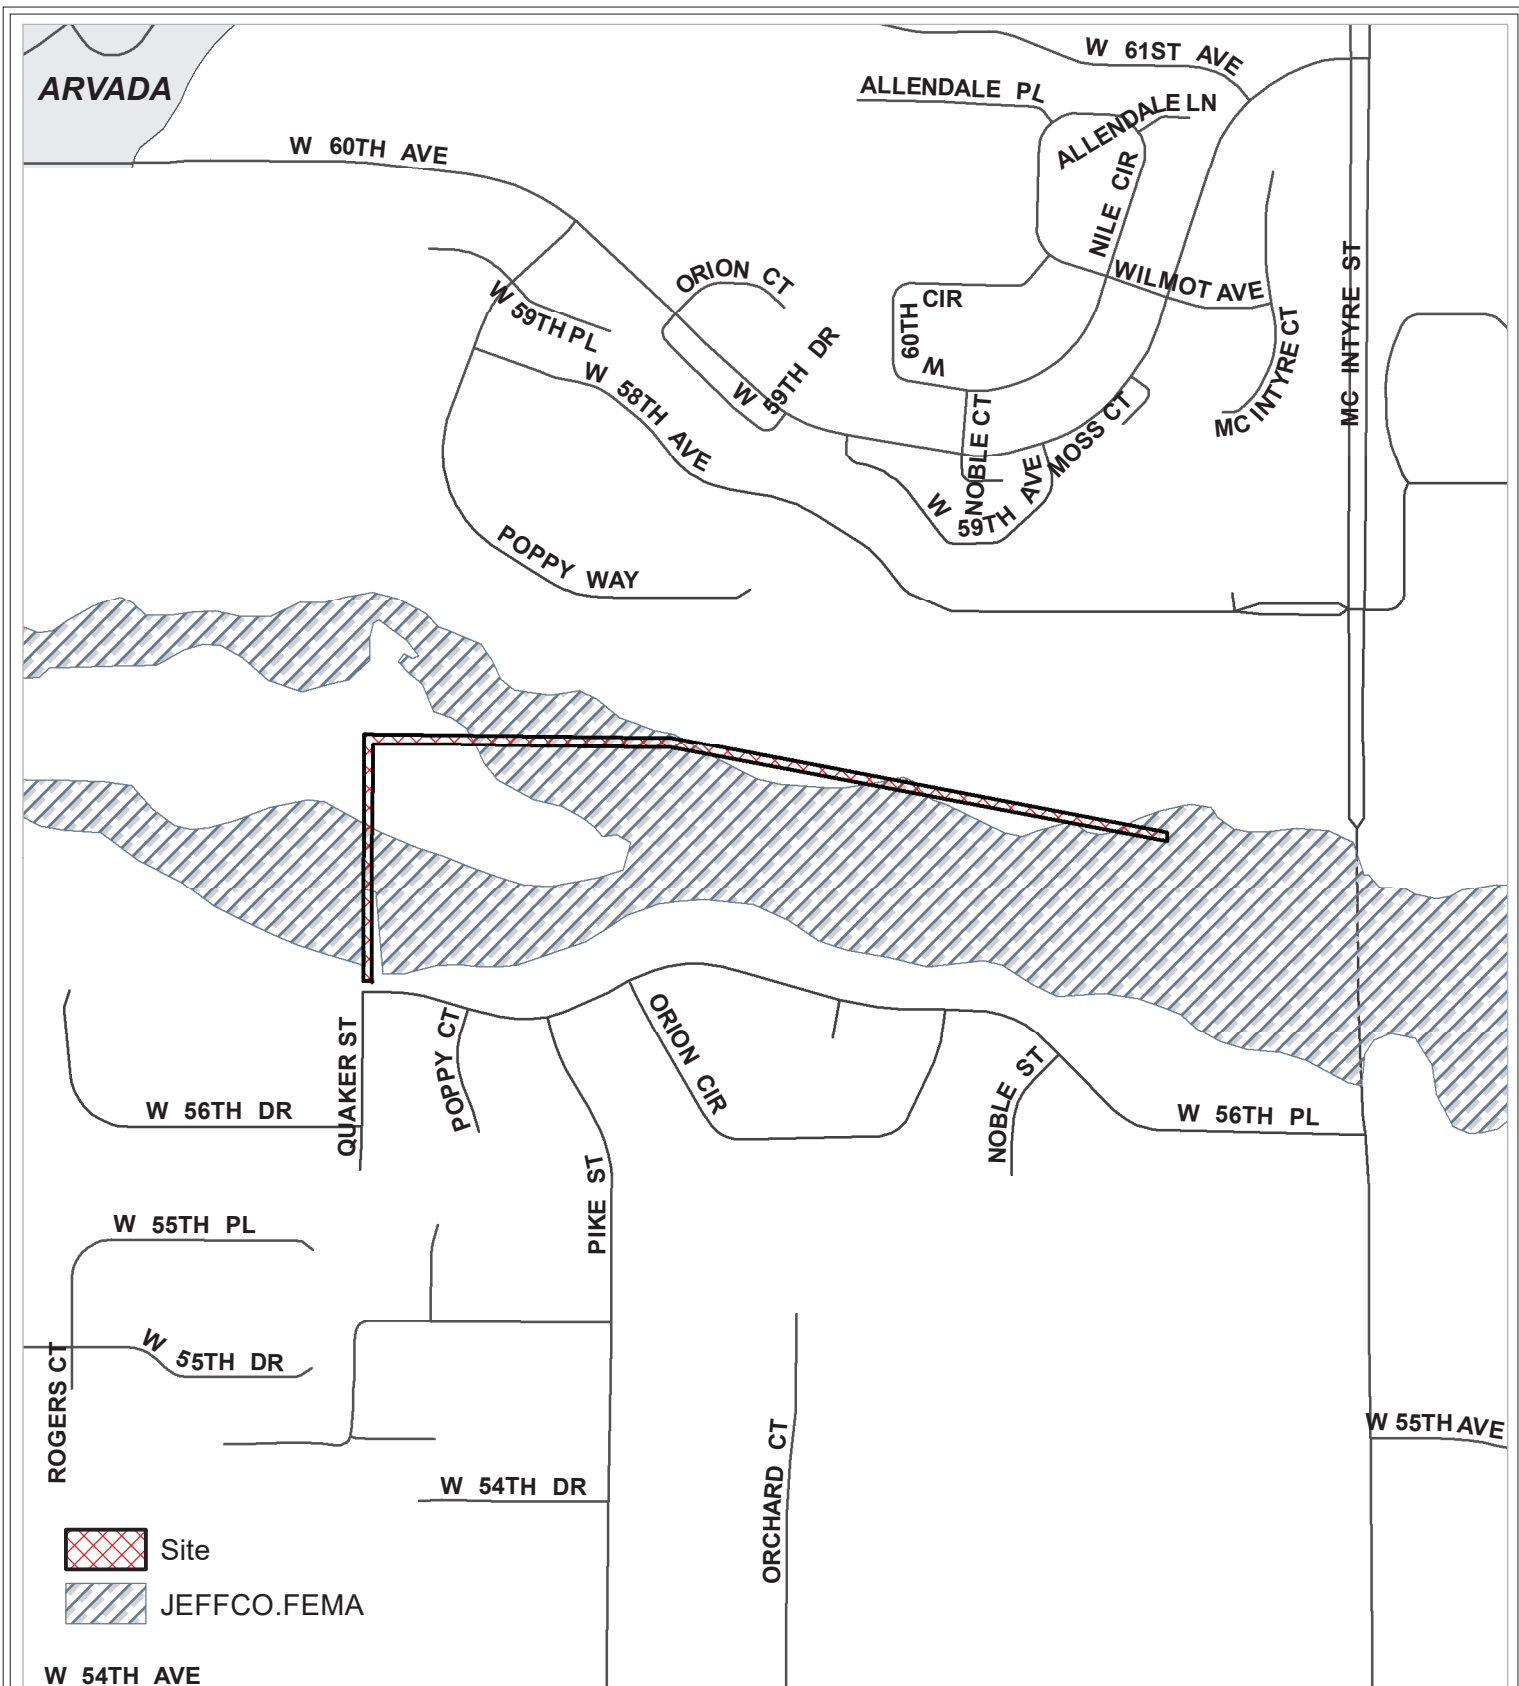 W 61ST AVE
ARVADA
ALLENDALE PL
ALLENDALE LN
W 60TH AVE
NILE CIR
ORION CT
WILMOT AVE
MC INTYRE ST
W 59TH PL
CIR
60TH
W
W 59TH DR
MC INTYRE CT
W 58TH AVE
NOBLE CT
MOSS CT
W 59TH AVE
POPPY WAY
QUAKER ST
POPPY CT
ORION CIR
NOBLE ST
W 56TH DR
W 56TH PL
PIKE ST
W 55TH PL
W 55TH DR
ROGERS CT
ORCHARD CT
W 55TH AVE
W 54TH DR
Site
JEFFCO.FEMA
W 54TH AVE